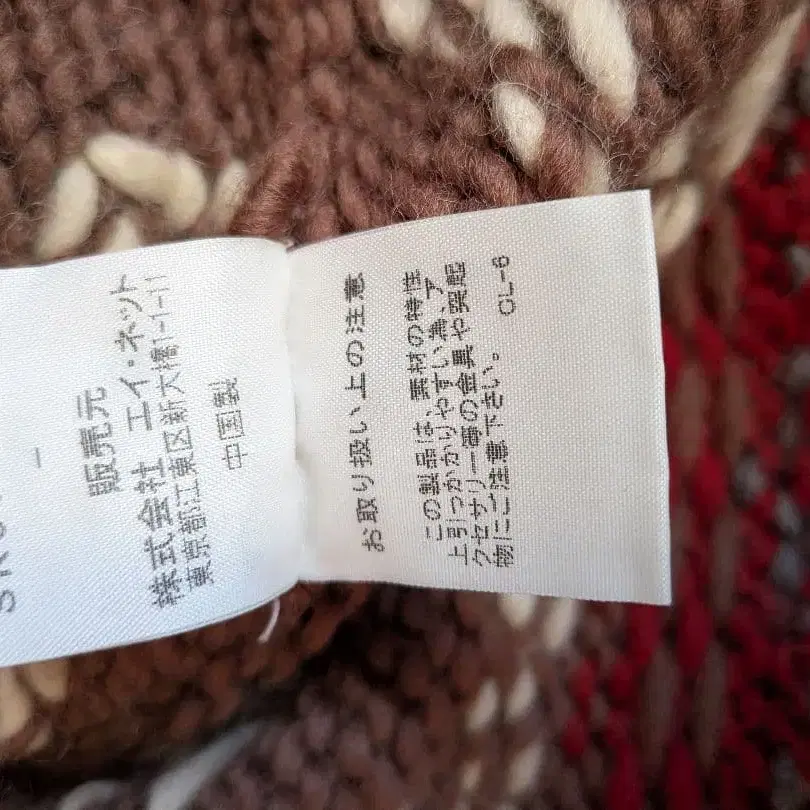 販売元
株式会社 エイ・ネット
東京都江東区新大橋1-1-11
中国製
お取り扱い上の注意
この製品は、素材の特性
上引っかかりやすい為、ア
クセサリー等の金具や突起
物にご注意下さい。
CL-6